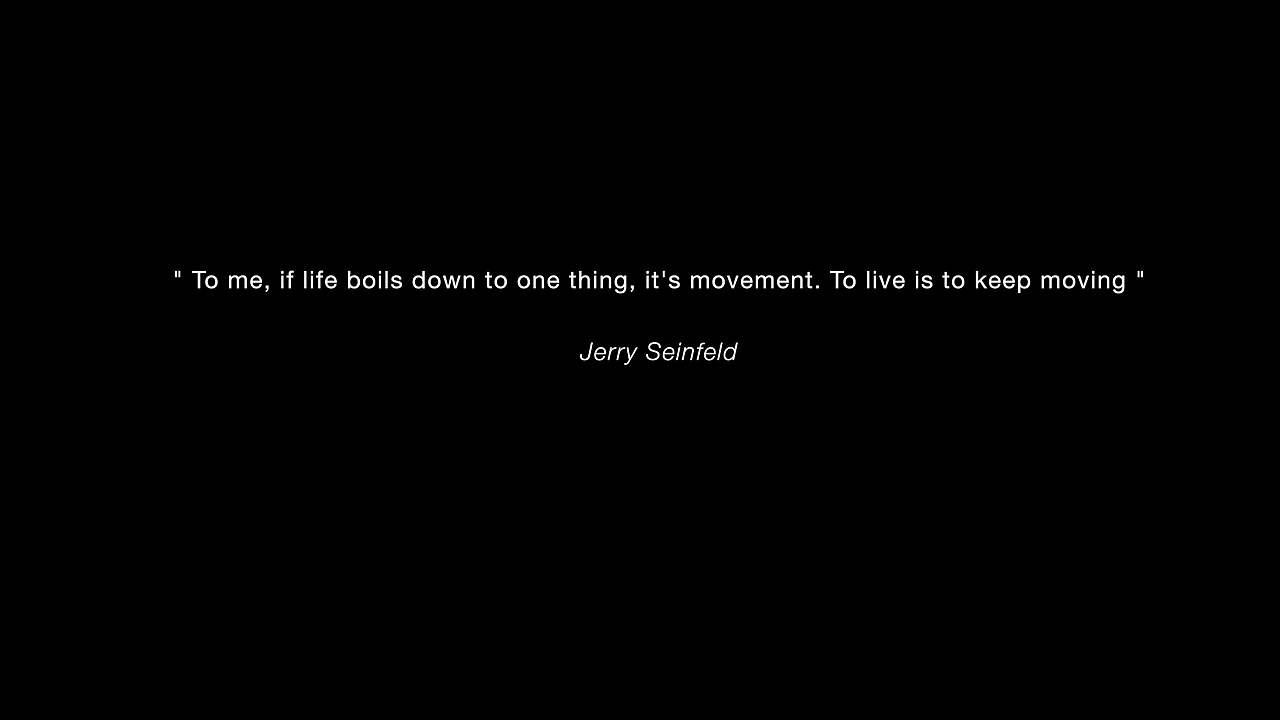 " To me, if life boils down to one thing, it's movement. To live is to keep moving "
Jerry Seinfeld